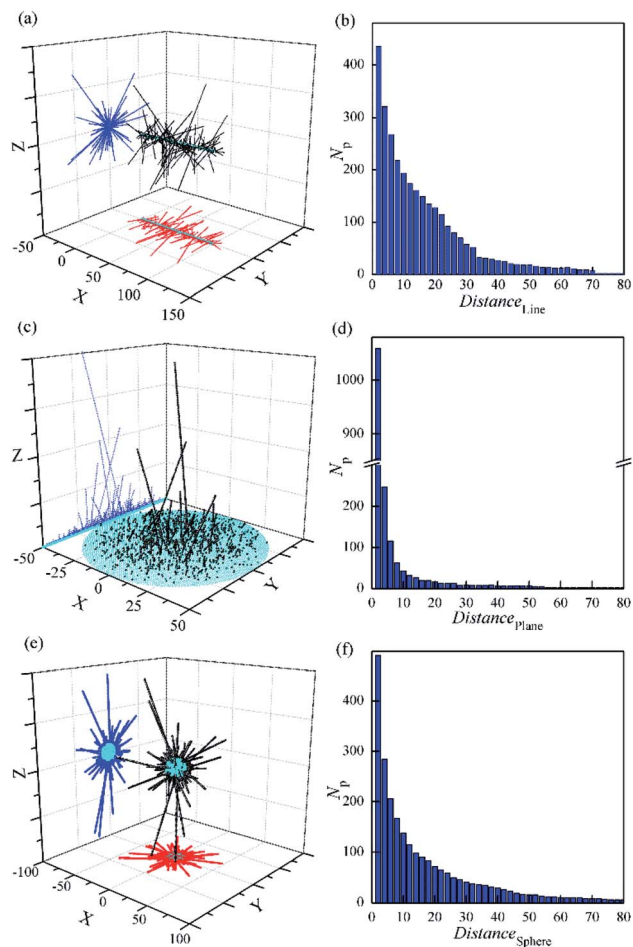 (a)
Z
-50
0
50
100
150
X
Y
(b)
400
300
200
100
0
N_p
0 10 20 30 40 50 60 70 80
Distance_Line
(c)
Z
-50
-25
0
25
50
X
Y
(d)
1000
900
200
100
0
N_p
0 10 20 30 40 50 60 70 80
Distance_Plane
(e)
Z
-100
-50
0
50
100
X
Y
(f)
400
300
200
100
0
N_p
0 10 20 30 40 50 60 70 80
Distance_Sphere